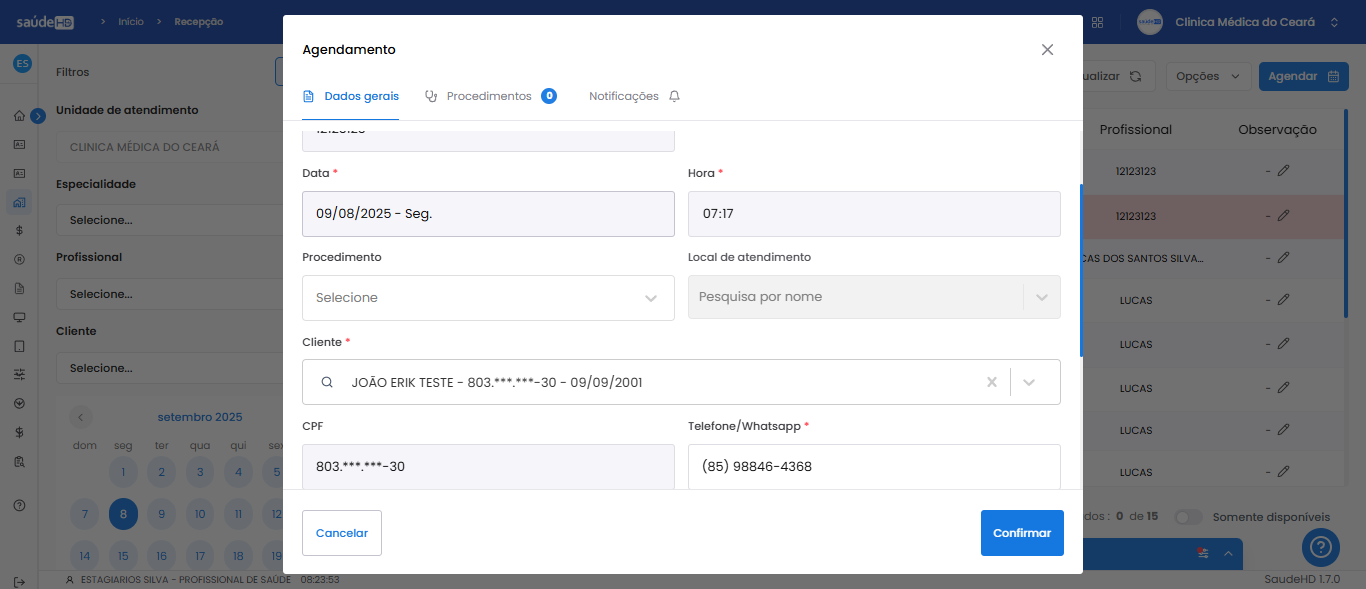 saúdeHD
Início
Recepção
Clinica Médica do Ceará
ES
Filtros
Opções
Agendar
Unidade de atendimento
CLINICA MÉDICA DO CEARÁ
Especialidade
Selecione...
Profissional
Selecione...
Cliente
Selecione...
setembro 2025
dom seg ter qua qui
1 2 3 4 5
7 8 9 10 11 12
14 15 16 17 18 19
Agendamento
Dados gerais
Procedimentos 0
Notificações
Data *
Hora *
09/08/2025 - Seg.
07:17
Procedimento
Local de atendimento
Selecione
Pesquisa por nome
Cliente *
JOÃO ERIK TESTE - 803.***.***-30 - 09/09/2001
CPF
Telefone/Whatsapp *
803.***.***-30
(85) 98846-4368
Cancelar
Confirmar
Profissional Observação
12123123 -
12123123 -
CAS DOS SANTOS SILVA... -
LUCAS -
LUCAS -
LUCAS -
LUCAS -
LUCAS -
dos : 0 de 15
Somente disponíveis
ESTAGIARIOS SILVA - PROFISSIONAL DE SAÚDE 08:23:53
SaudeHD 1.7.0